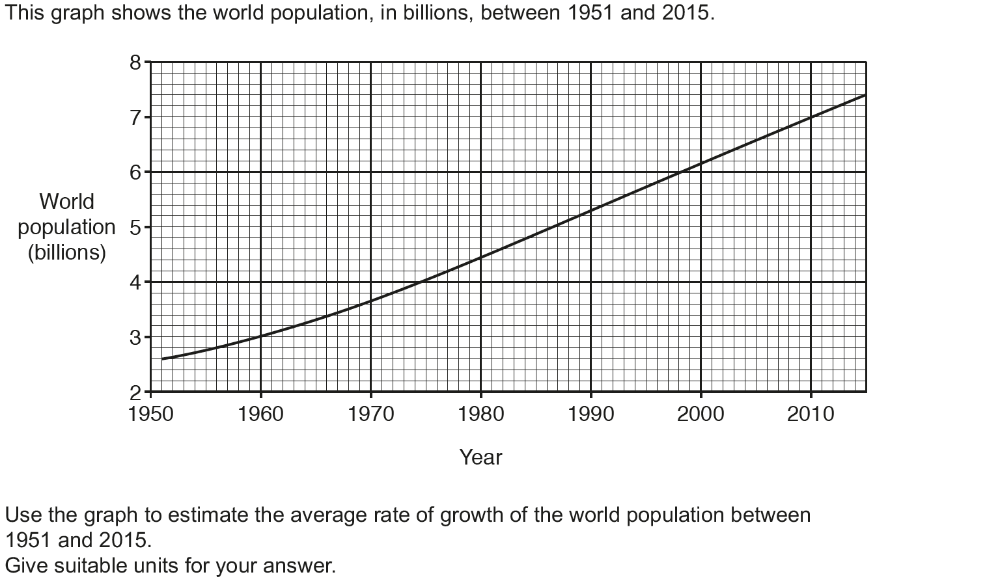 This graph shows the world population, in billions, between 1951 and 2015.
8
7
6
World
population
(billions)
5
4
3
2
1950 1960 1970 1980 1990 2000 2010
Year
Use the graph to estimate the average rate of growth of the world population between
1951 and 2015.
Give suitable units for your answer.